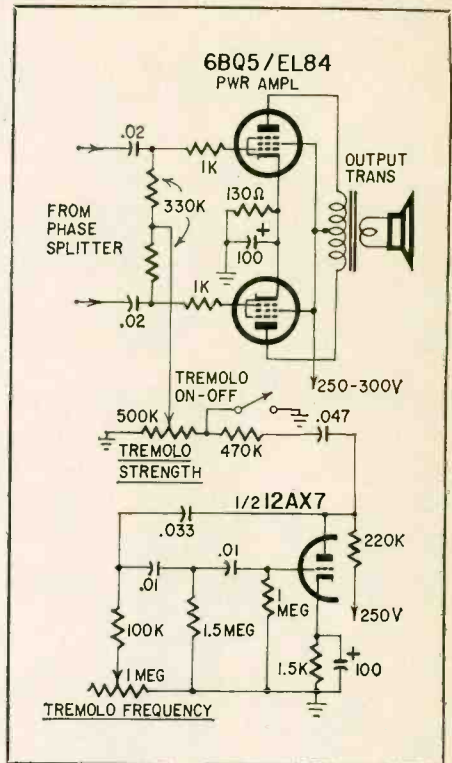 6BQ5/EL84
PWR AMPL
.02
1K
OUTPUT
TRANS
130Ω
FROM
PHASE
SPLITTER
330K
+
100
1K
.02
TREMOLO
ON-OFF
250-300V
500K
.047
TREMOLO
STRENGTH
470K
1/2 12AX7
.033
220K
.01
.01
250V
100K
1.5 MEG
1
MEG
+
1 MEG
1.5K
100
TREMOLO FREQUENCY